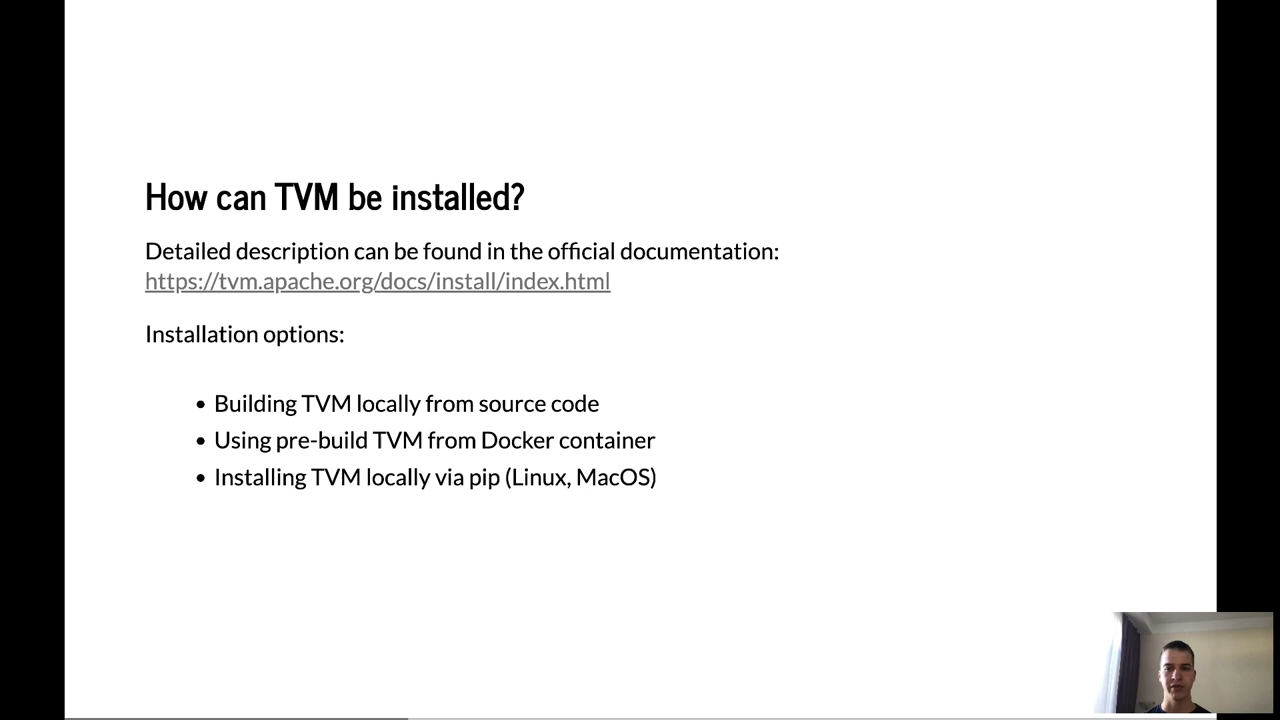 How can TVM be installed?
Detailed description can be found in the official documentation:
https://tvm.apache.org/docs/install/index.html
Installation options:
• Building TVM locally from source code
• Using pre-build TVM from Docker container
• Installing TVM locally via pip (Linux, MacOS)